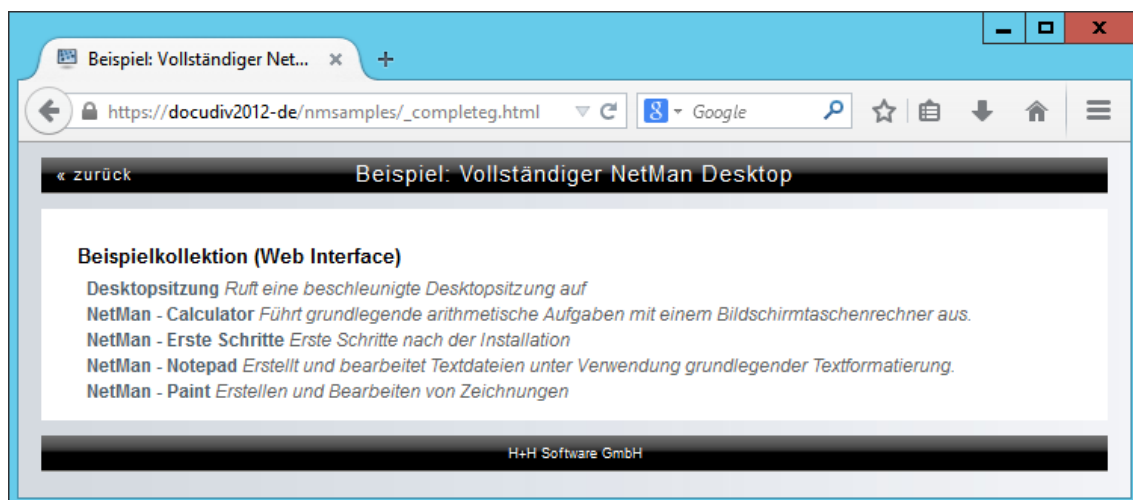 Beispiel: Vollständiger Net...
https://docudiv2012-de/nmsamples/_completeg.html
Google
« zurück
Beispiel: Vollständiger NetMan Desktop
Beispielkollektion (Web Interface)
Desktopsitzung Ruft eine beschleunigte Desktopsitzung auf
NetMan - Calculator Führt grundlegende arithmetische Aufgaben mit einem Bildschirmtaschenrechner aus.
NetMan - Erste Schritte Erste Schritte nach der Installation
NetMan - Notepad Erstellt und bearbeitet Textdateien unter Verwendung grundlegender Textformatierung.
NetMan - Paint Erstellen und Bearbeiten von Zeichnungen
H+H Software GmbH